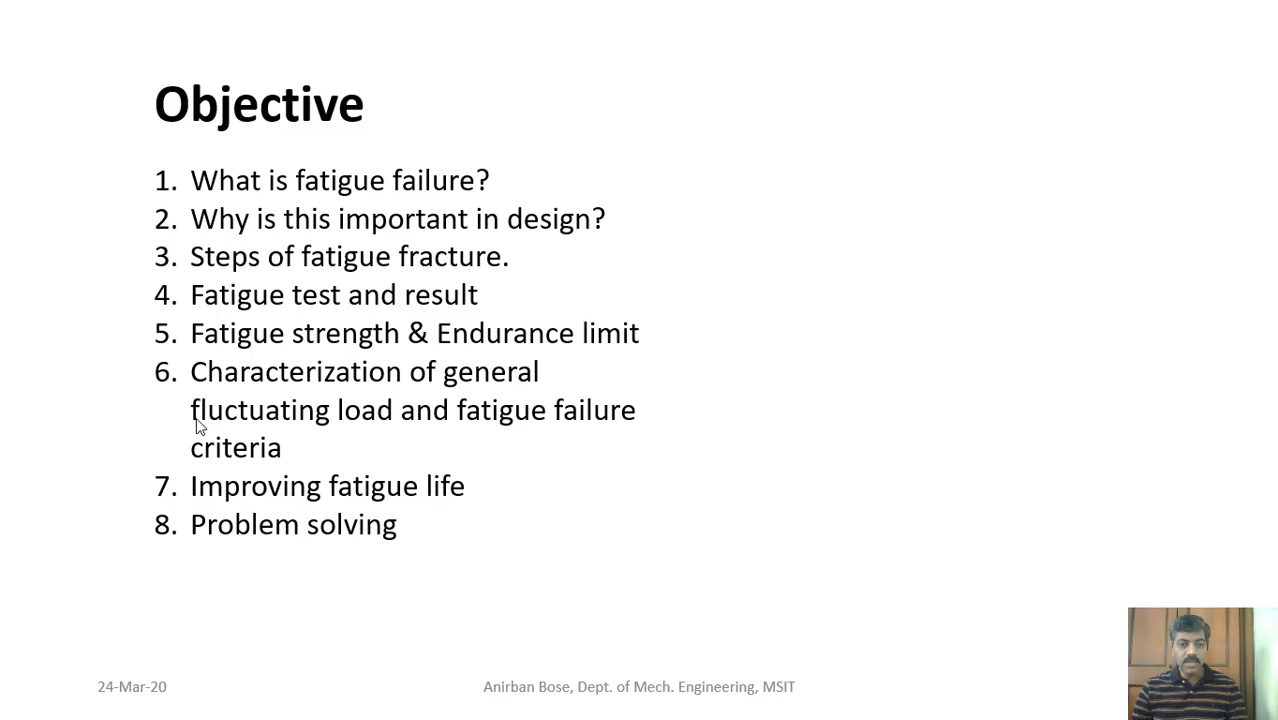 Objective
1. What is fatigue failure?
2. Why is this important in design?
3. Steps of fatigue fracture.
4. Fatigue test and result
5. Fatigue strength & Endurance limit
6. Characterization of general
fluctuating load and fatigue failure
criteria
7. Improving fatigue life
8. Problem solving
24-Mar-20
Anirban Bose, Dept. of Mech. Engineering, MSIT